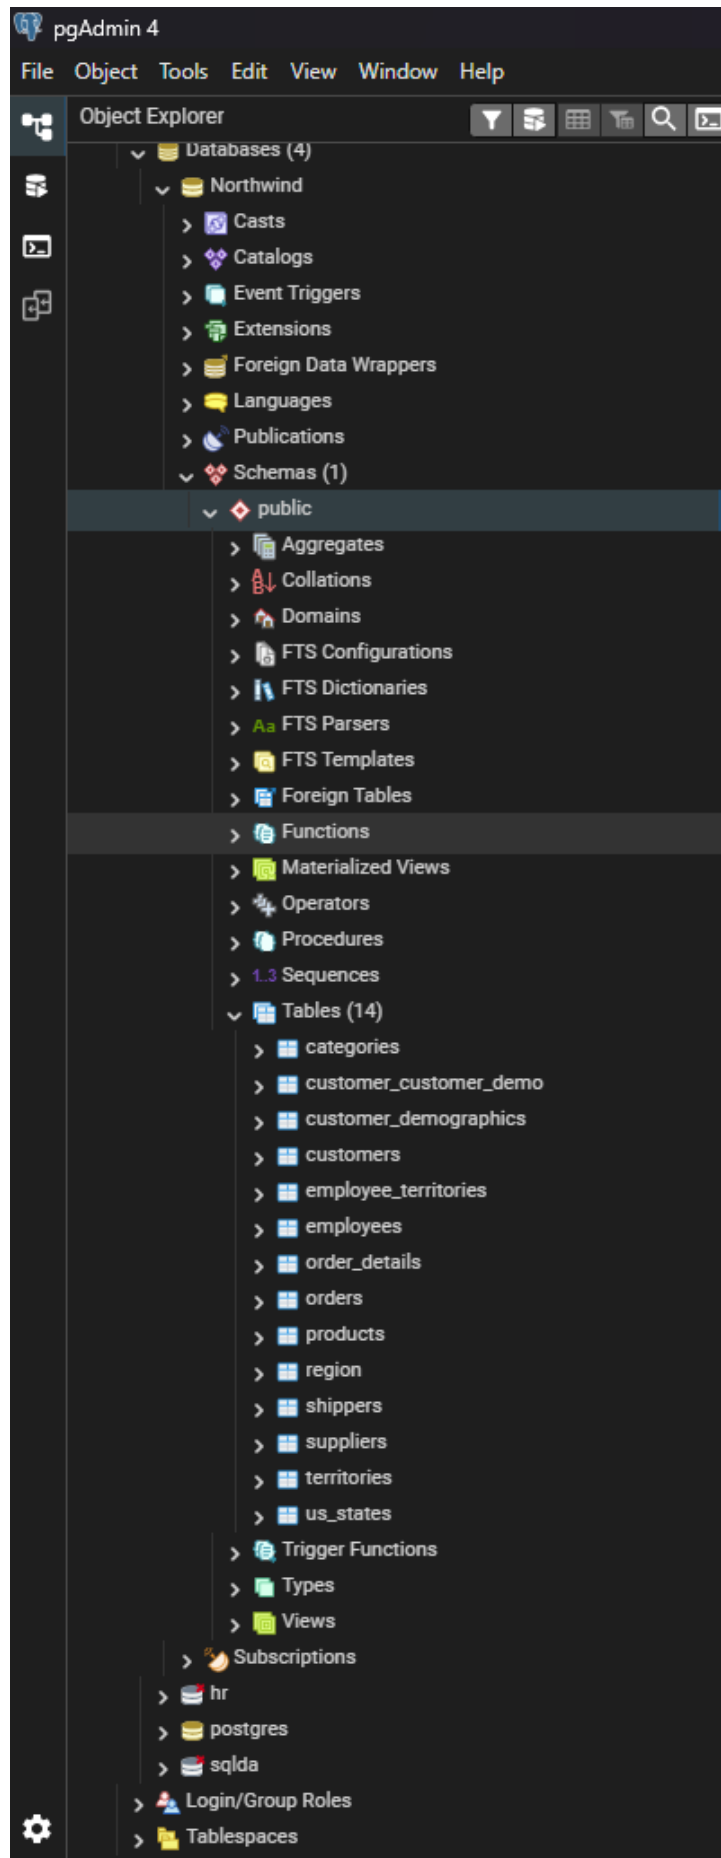 pgAdmin 4
File Object Tools Edit View Window Help
Object Explorer
Databases (4)
Northwind
Casts
Catalogs
Event Triggers
Extensions
Foreign Data Wrappers
Languages
Publications
Schemas (1)
public
Aggregates
Collations
Domains
FTS Configurations
FTS Dictionaries
Aa FTS Parsers
FTS Templates
Foreign Tables
Functions
Materialized Views
Operators
Procedures
1..3 Sequences
Tables (14)
categories
customer_customer_demo
customer_demographics
customers
employee_territories
employees
order_details
orders
products
region
shippers
suppliers
territories
us_states
Trigger Functions
Types
Views
Subscriptions
hr
postgres
sqlda
Login/Group Roles
Tablespaces